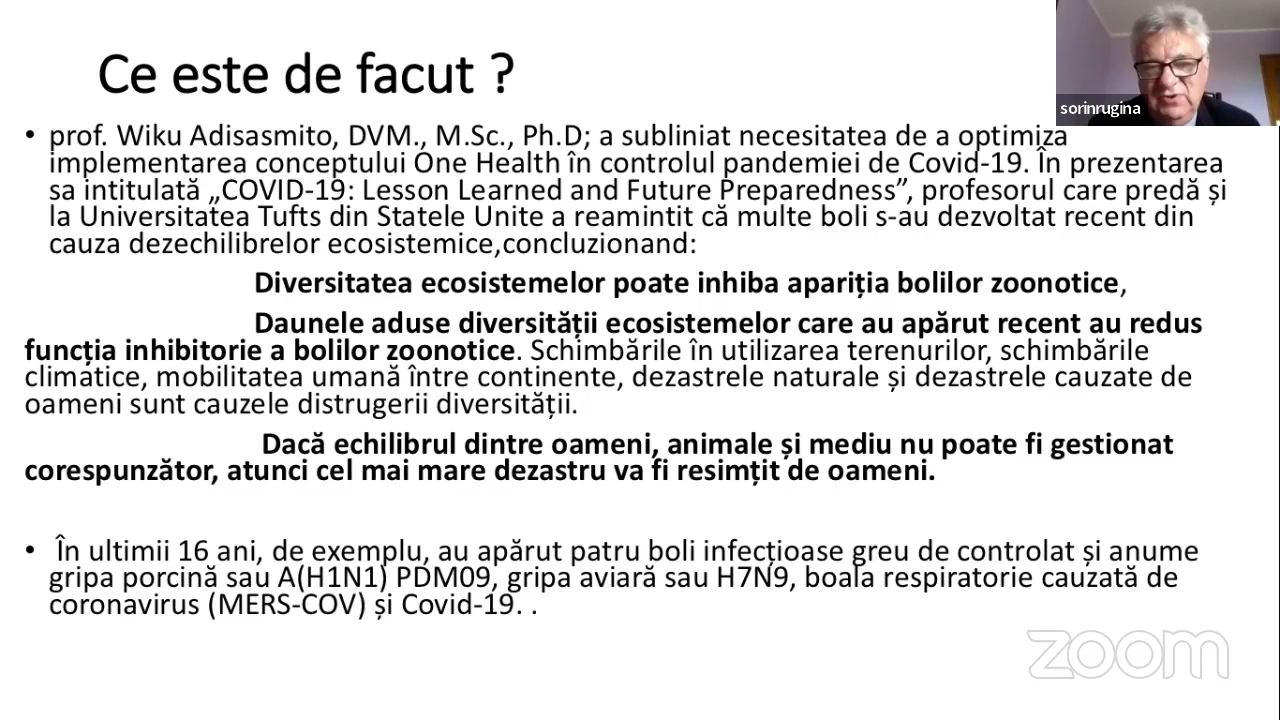 Ce este de facut ?
sorinrugina
• prof. Wiku Adisasmito, DVM., M.Sc., Ph.D; a subliniat necesitatea de a optimiza
implementarea conceptului One Health în controlul pandemiei de Covid-19. În prezentarea
sa intitulată „COVID-19: Lesson Learned and Future Preparedness”, profesorul care predă și
la Universitatea Tufts din Statele Unite a reamintit că multe boli s-au dezvoltat recent din
cauza dezechilibrelor ecosistemice,concluzionand:
Diversitatea ecosistemelor poate inhiba apariția bolilor zoonotice,
Daunele aduse diversității ecosistemelor care au apărut recent au redus
funcția inhibitorie a bolilor zoonotice. Schimbările în utilizarea terenurilor, schimbările
climatice, mobilitatea umană între continente, dezastrele naturale și dezastrele cauzate de
oameni sunt cauzele distrugerii diversității.
Dacă echilibrul dintre oameni, animale și mediu nu poate fi gestionat
corespunzător, atunci cel mai mare dezastru va fi resimțit de oameni.
• În ultimii 16 ani, de exemplu, au apărut patru boli infecțioase greu de controlat și anume
gripa porcină sau A(H1N1) PDM09, gripa aviară sau H7N9, boala respiratorie cauzată de
coronavirus (MERS-COV) și Covid-19. .
zoom